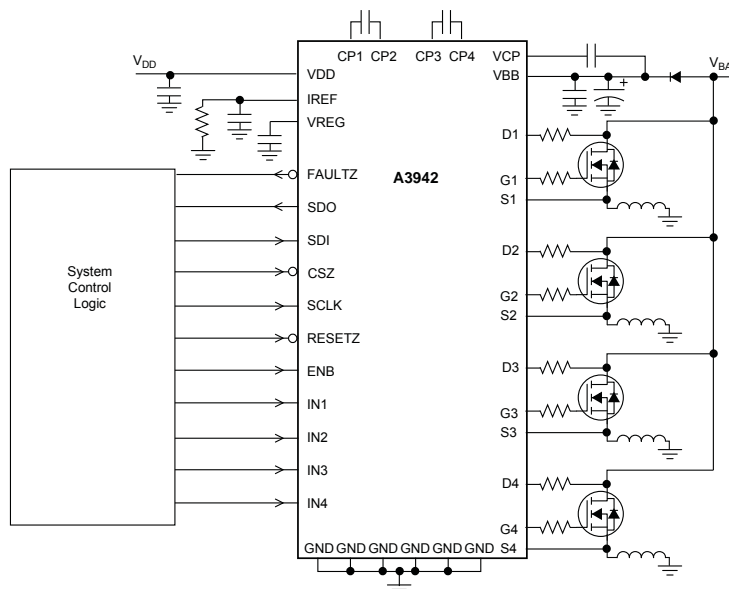 CP1 CP2
CP3 CP4
VCP
VBB
VBA
VDD
VDD
IREF
VREG
A3942
FAULTZ
SDO
SDI
CSZ
SCLK
RESETZ
ENB
IN1
IN2
IN3
IN4
System
Control
Logic
D1
G1
S1
D2
G2
S2
D3
G3
S3
D4
G4
S4
GND GND GND GND GND GND
+